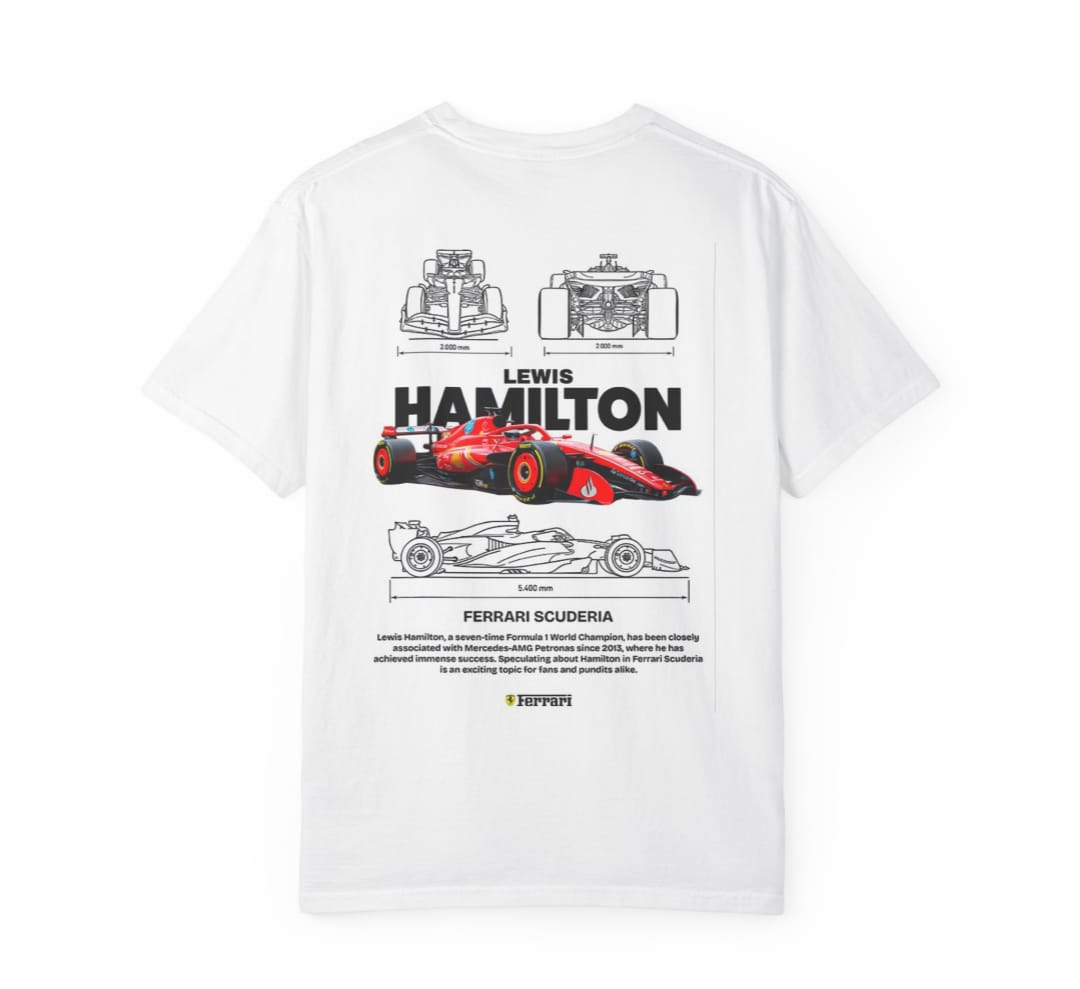 2.000 mm
2 000 mm
LEWIS
HAMILTON
5.400 mm
FERRARI SCUDERIA
Lewis Hamilton, a seven-time Formula 1 World Champion, has been closely
associated with Mercedes-AMG Petronas since 2013, where he has
achieved immense success. Speculating about Hamilton in Ferrari Scuderia
is an exciting topic for fans and pundits alike.
Ferrari